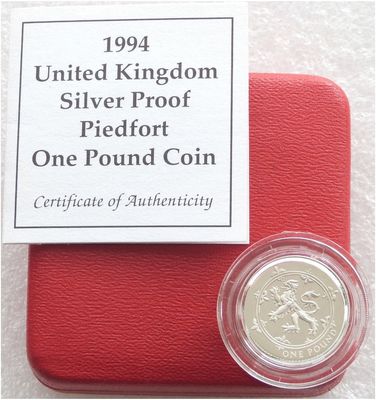 1994
United Kingdom
Silver Proof
Piedfort
One Pound Coin
Certificate of Authenticity
ONE POUND